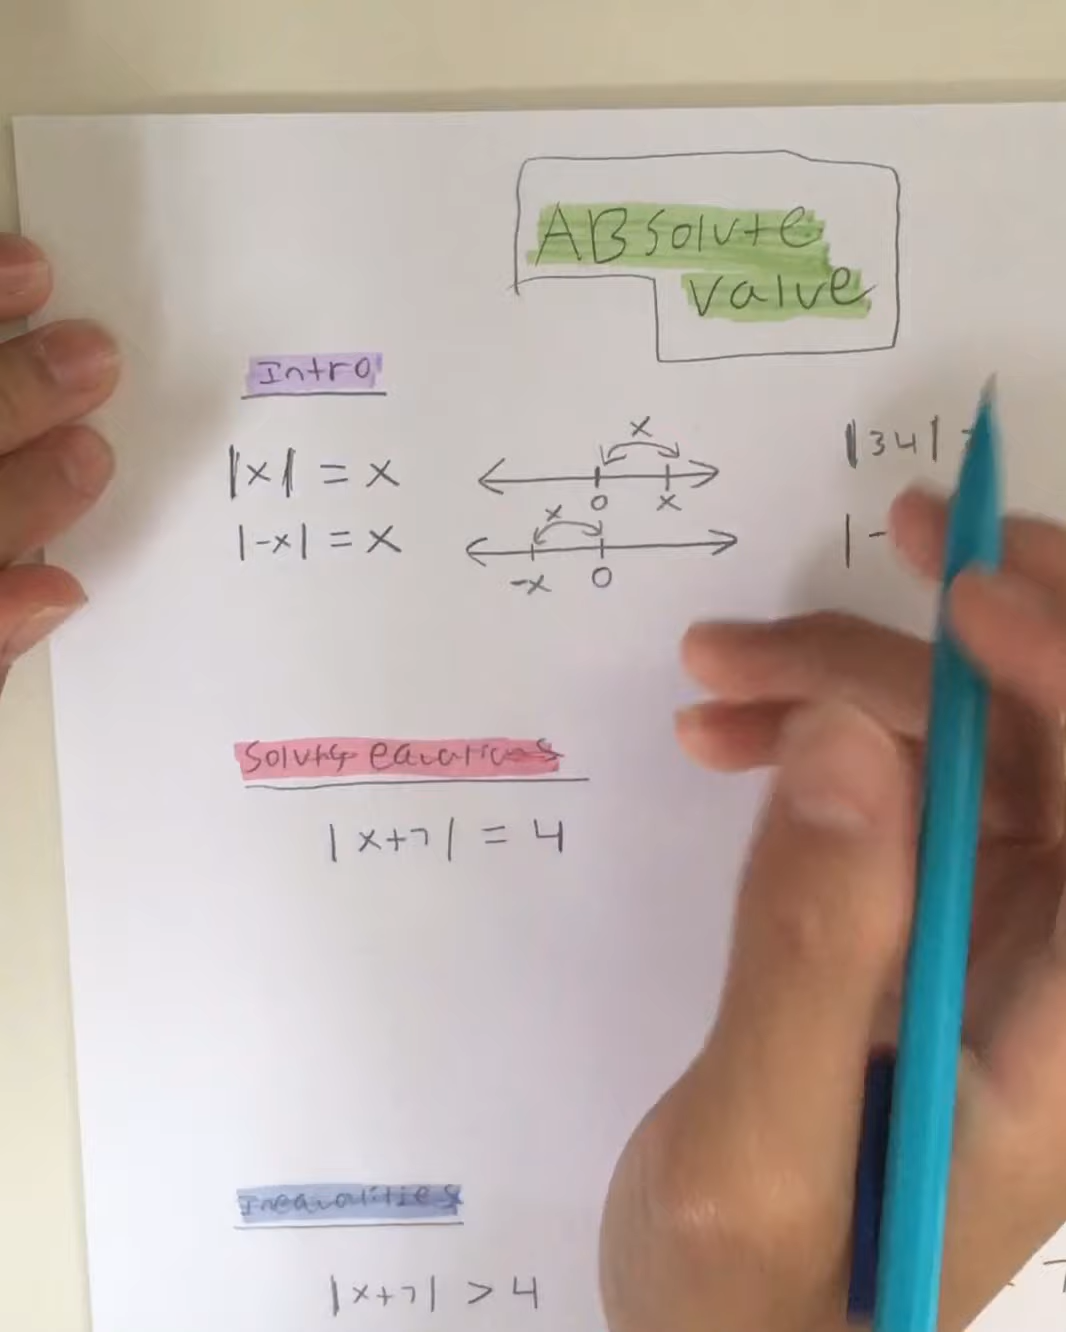 ABsolute
value
Intro
|x| = x
x
0 x
|34|
|-x| = x
x
-x 0
|-
Solving equations
|x+7| = 4
Inequalities
|x+7| > 4